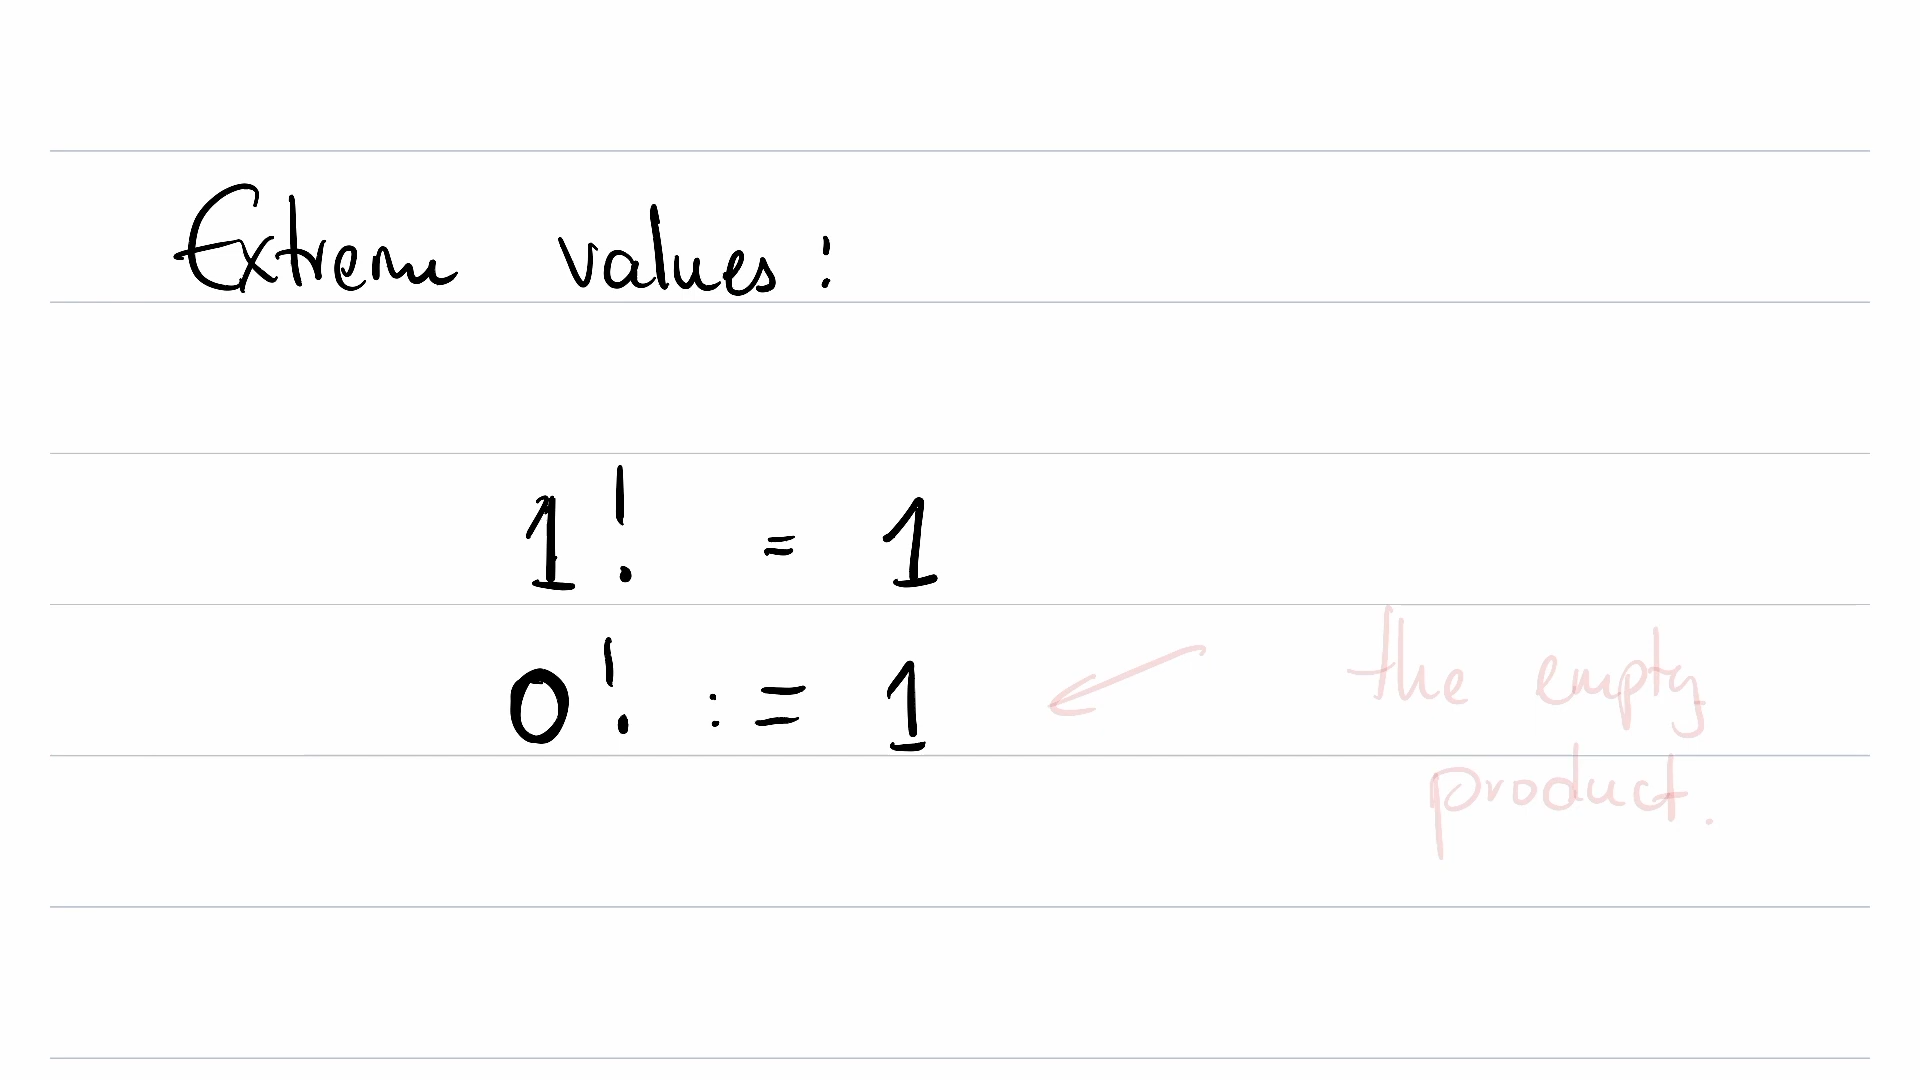 Extreme values:
1! = 1
0! := 1
the empty
product.